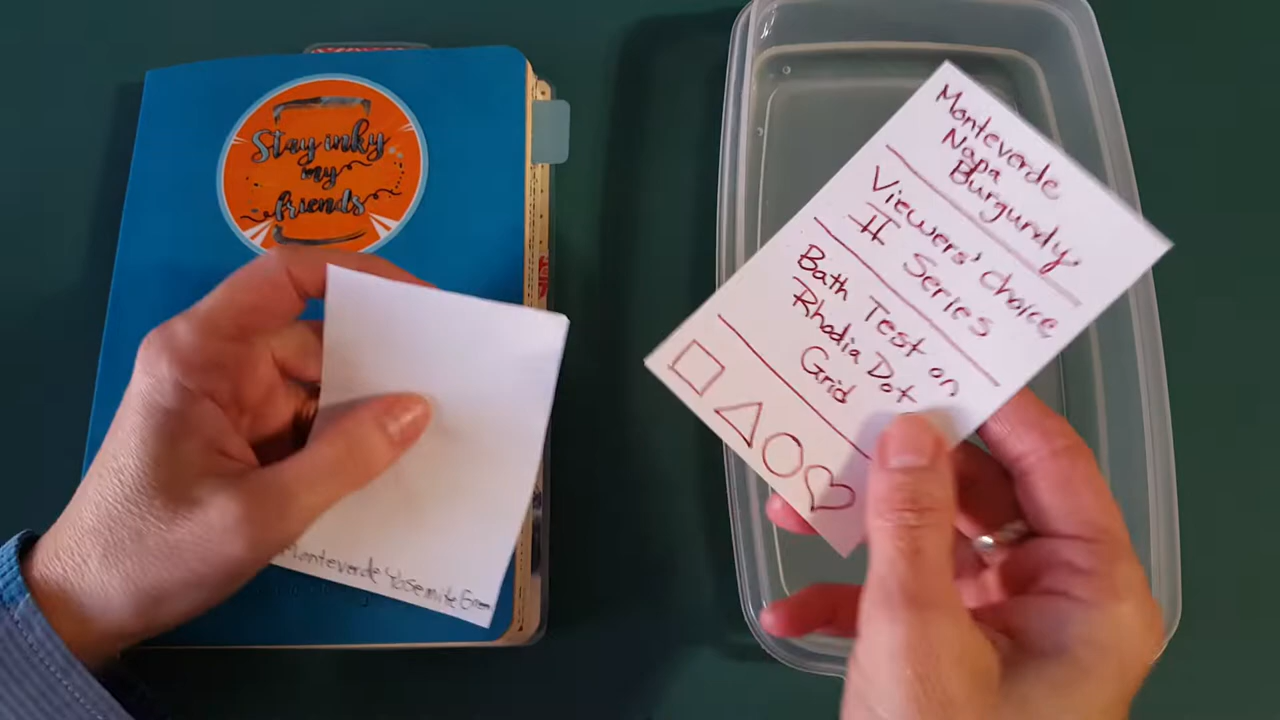 Stay inky
my
friends
Monteverde Yosemite Green
Monteverde
Napa
Burgundy
Viewers' Choice
II Series
Bath Test on
Rhodia Dot
Grid